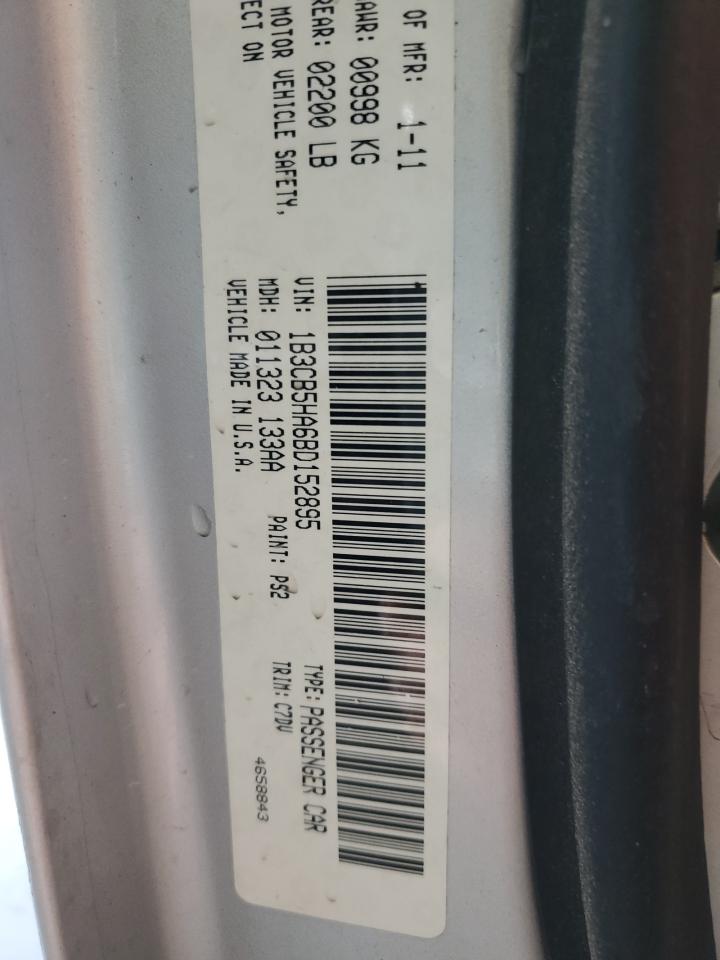 OF MFR: 1-11
GAWR: 00998 KG
REAR: 02200 LB
MOTOR VEHICLE SAFETY,
ECT ON
VIN: 1B3CB5HA6BD152895
TYPE: PASSENGER CAR
MDH: 011323 133AA
PAINT: PS2
TRIM: C7DV
VEHICLE MADE IN U.S.A.
4658843